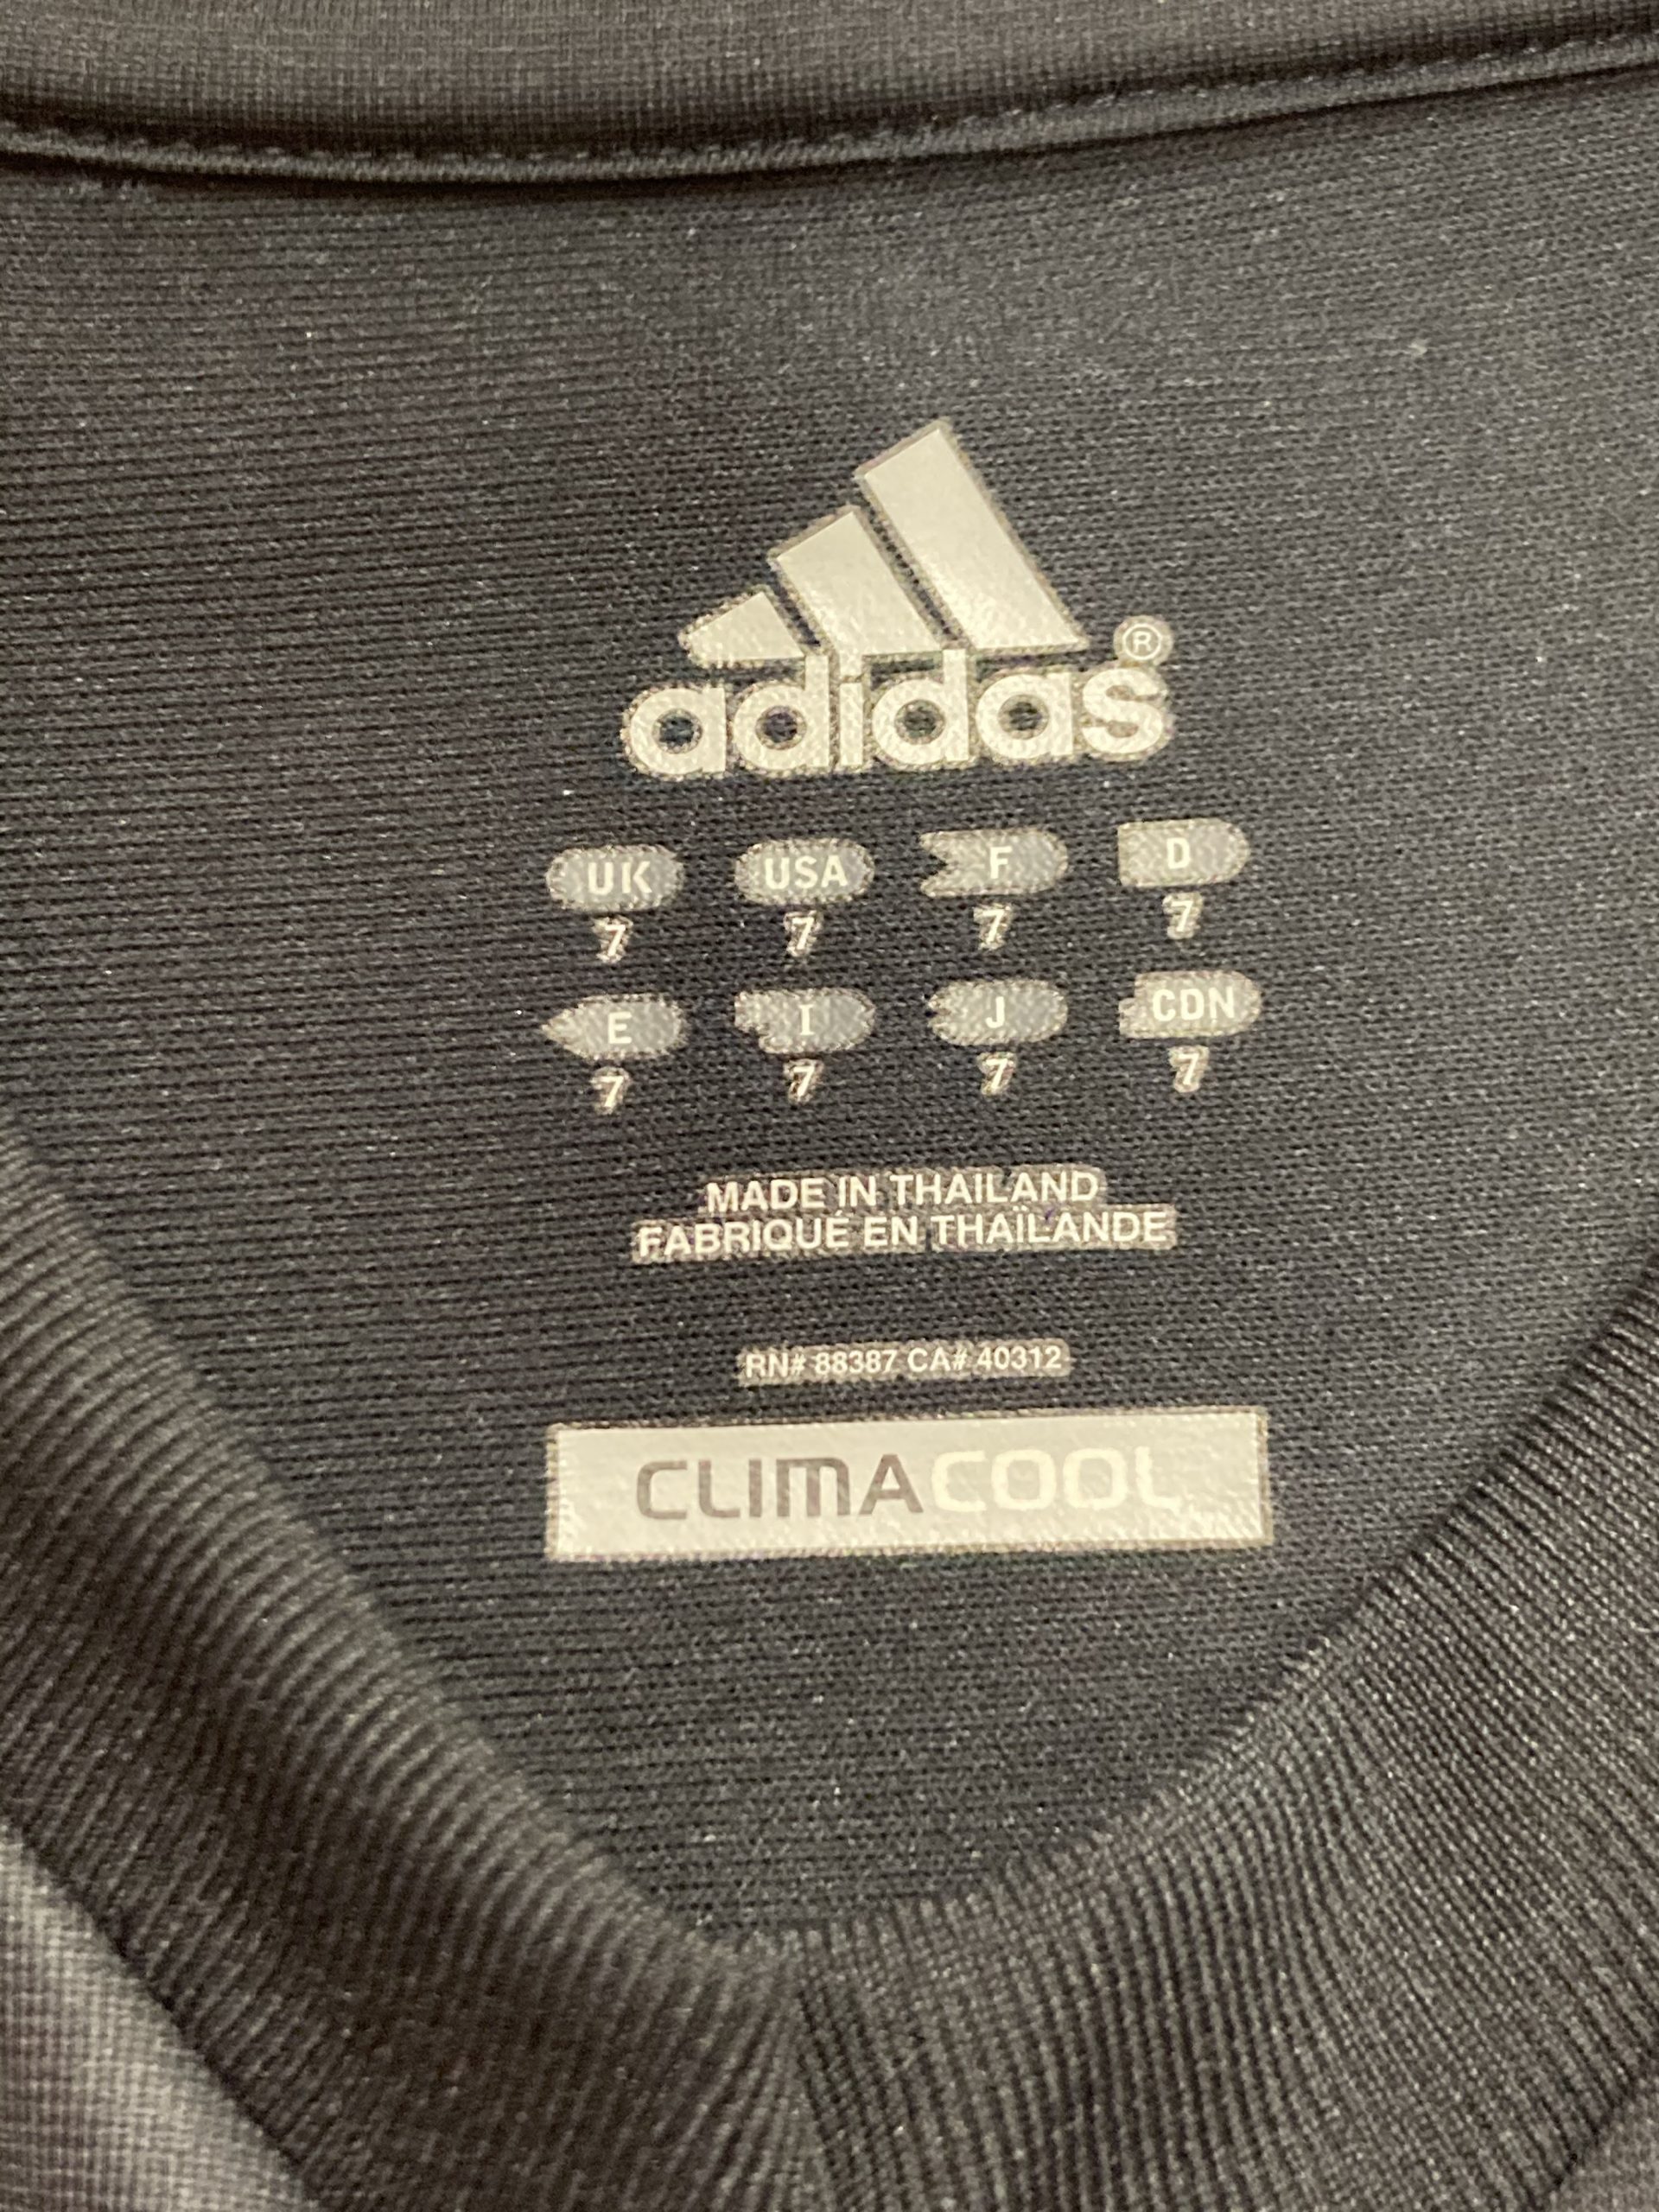 adidas®
UK USA F D
7 7 7 7
E I J CDN
7 7 7 7
MADE IN THAILAND
FABRIQUÉ EN THAÏLANDE
RN# 88387 CA# 40312
CLIMACOOL